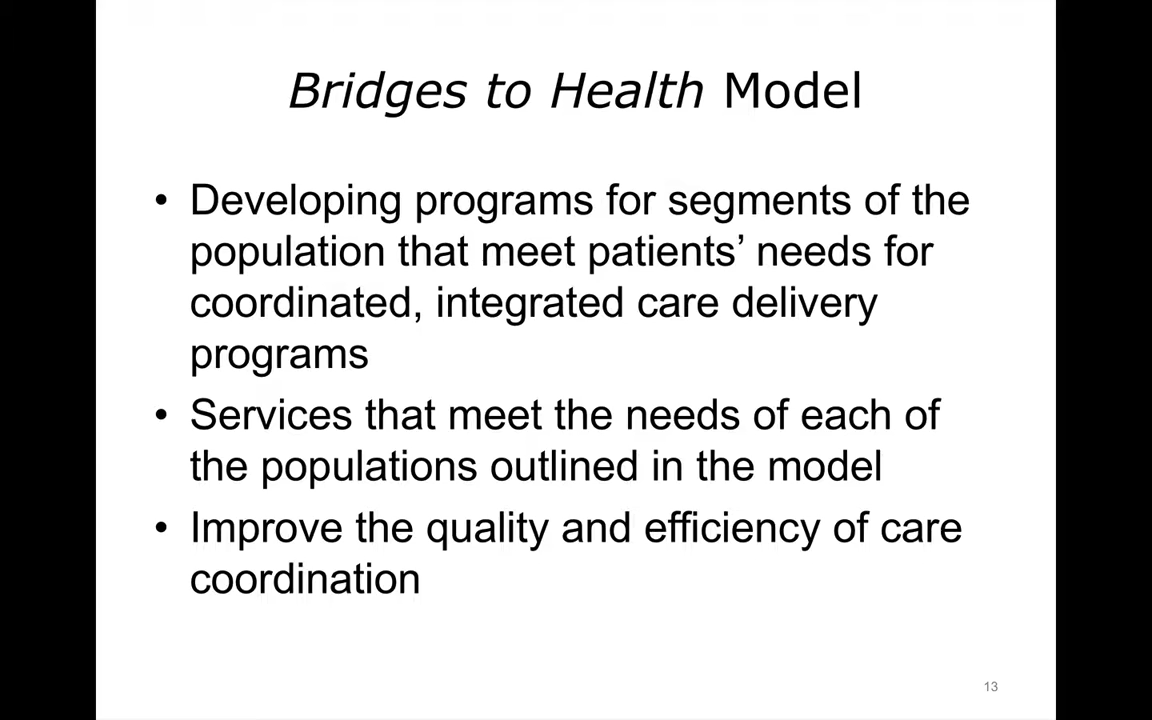 Bridges to Health Model
• Developing programs for segments of the
population that meet patients’ needs for
coordinated, integrated care delivery
programs
• Services that meet the needs of each of
the populations outlined in the model
• Improve the quality and efficiency of care
coordination
13